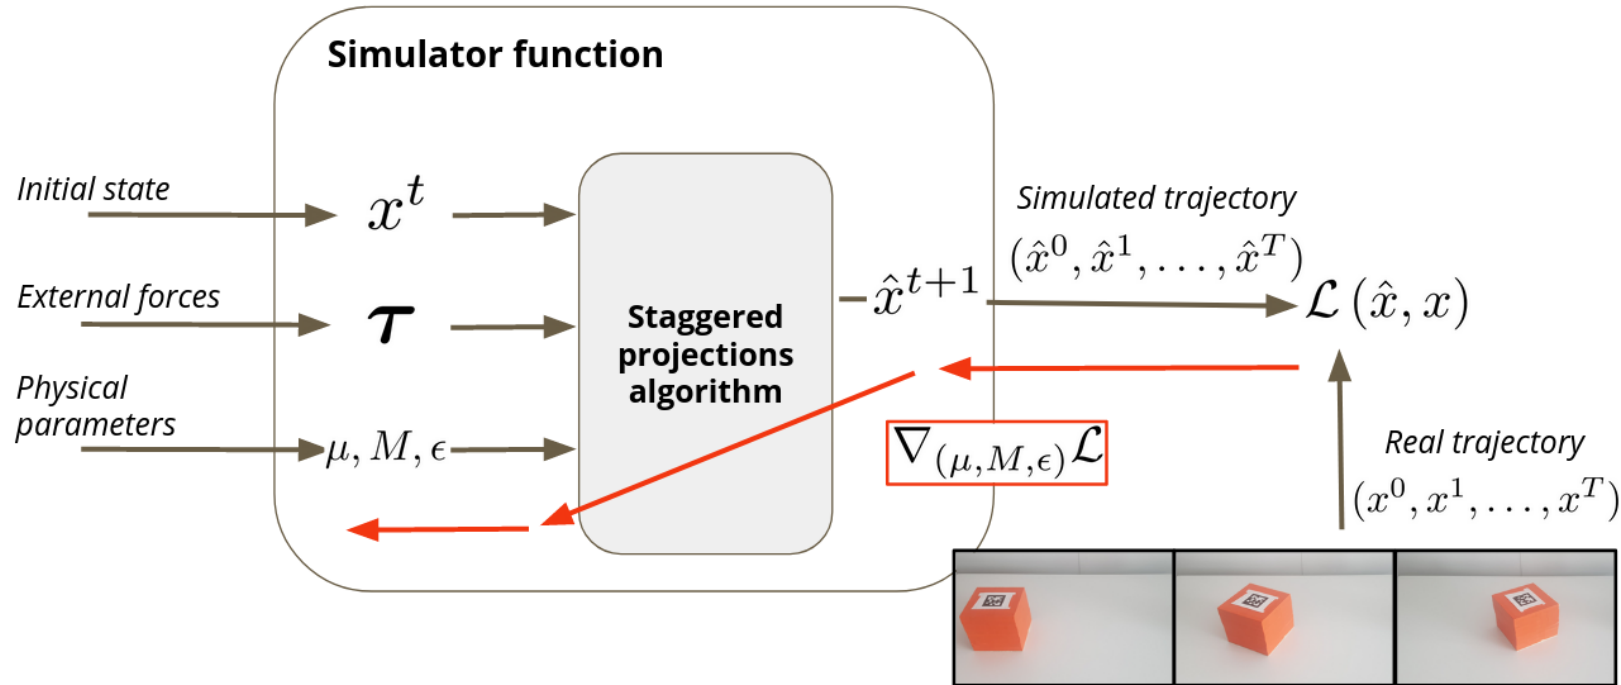 Simulator function
Initial state
x^t
External forces
τ
Physical
parameters
μ, M, ϵ
Staggered
projections
algorithm
x̂^{t+1}
Simulated trajectory
(x̂^0, x̂^1, . . . , x̂^T)
ℒ (x̂, x)
∇_{(μ,M,ϵ)}ℒ
Real trajectory
(x^0, x^1, . . . , x^T)